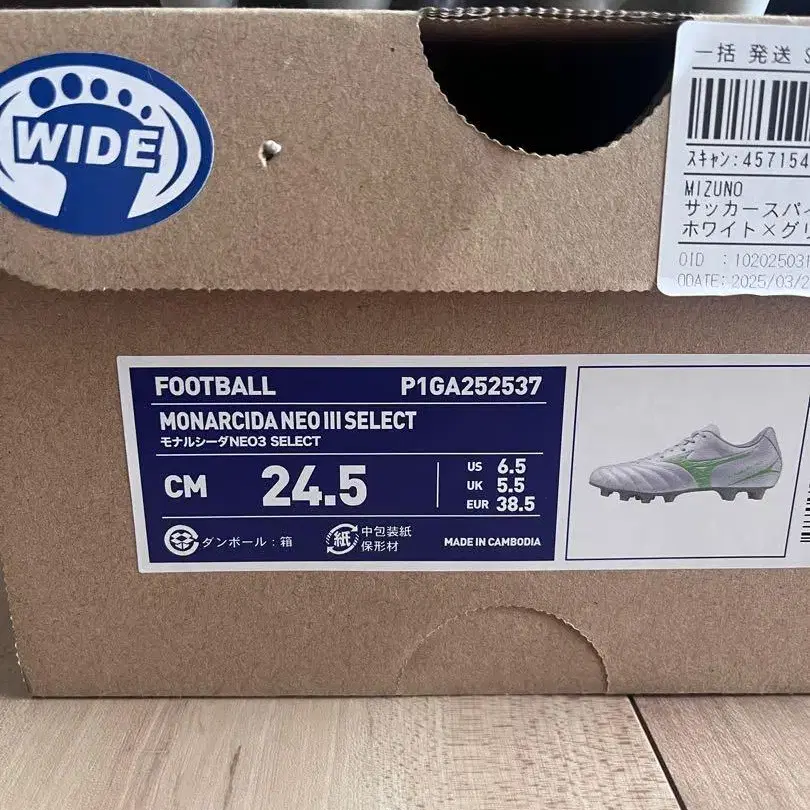 WIDE
一括 発送
スキャン:457154
MIZUNO
サッカースパイ
ホワイト×グリ
OID :102025031
ODATE:2025/03/2
FOOTBALL P1GA252537
MONARCIDA NEO III SELECT
モナルシーダNEO3 SELECT
CM 24.5
US 6.5
UK 5.5
EUR 38.5
ダンボール:箱
紙 中包装紙
保形材
MADE IN CAMBODIA